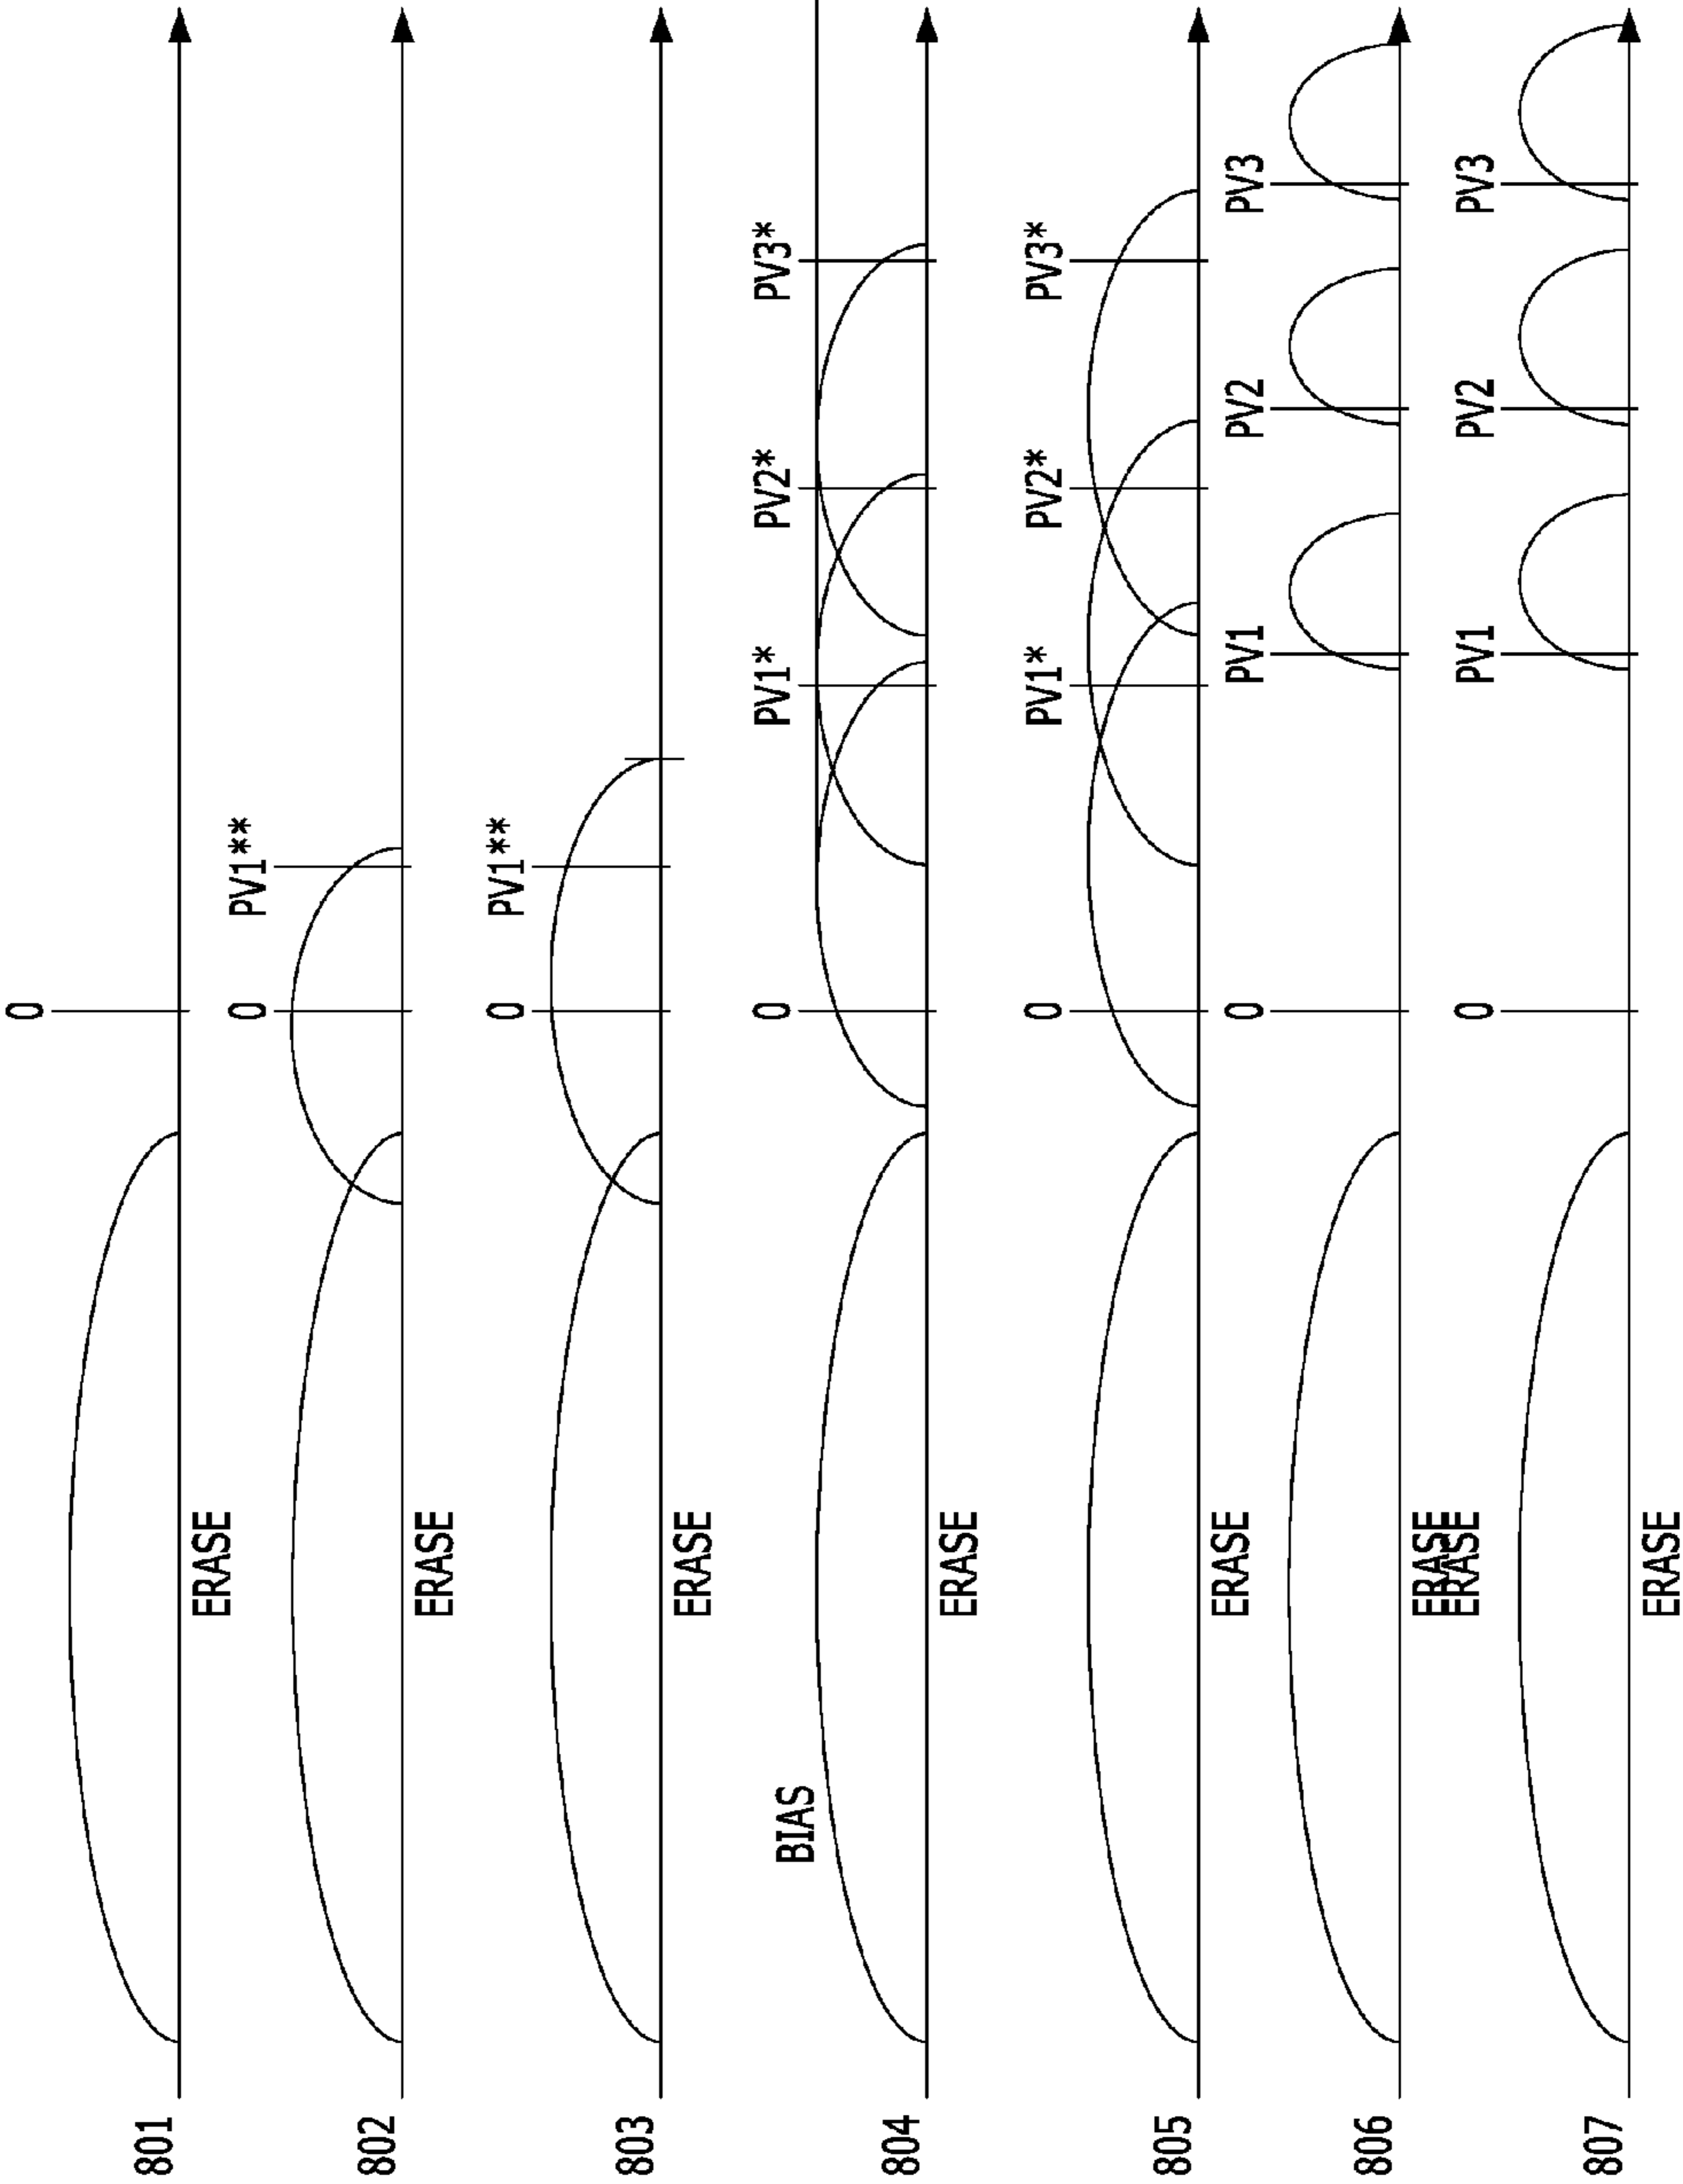 0
801
ERASE
0
PV1**
802
ERASE
0
PV1**
803
ERASE
BIAS
0
PV1*
PV2*
PV3*
804
ERASE
0
PV1*
PV2*
PV3*
805
ERASE
0
PV1
PV2
PV3
806
ERASE
ERASE
0
PV1
PV2
PV3
807
ERASE